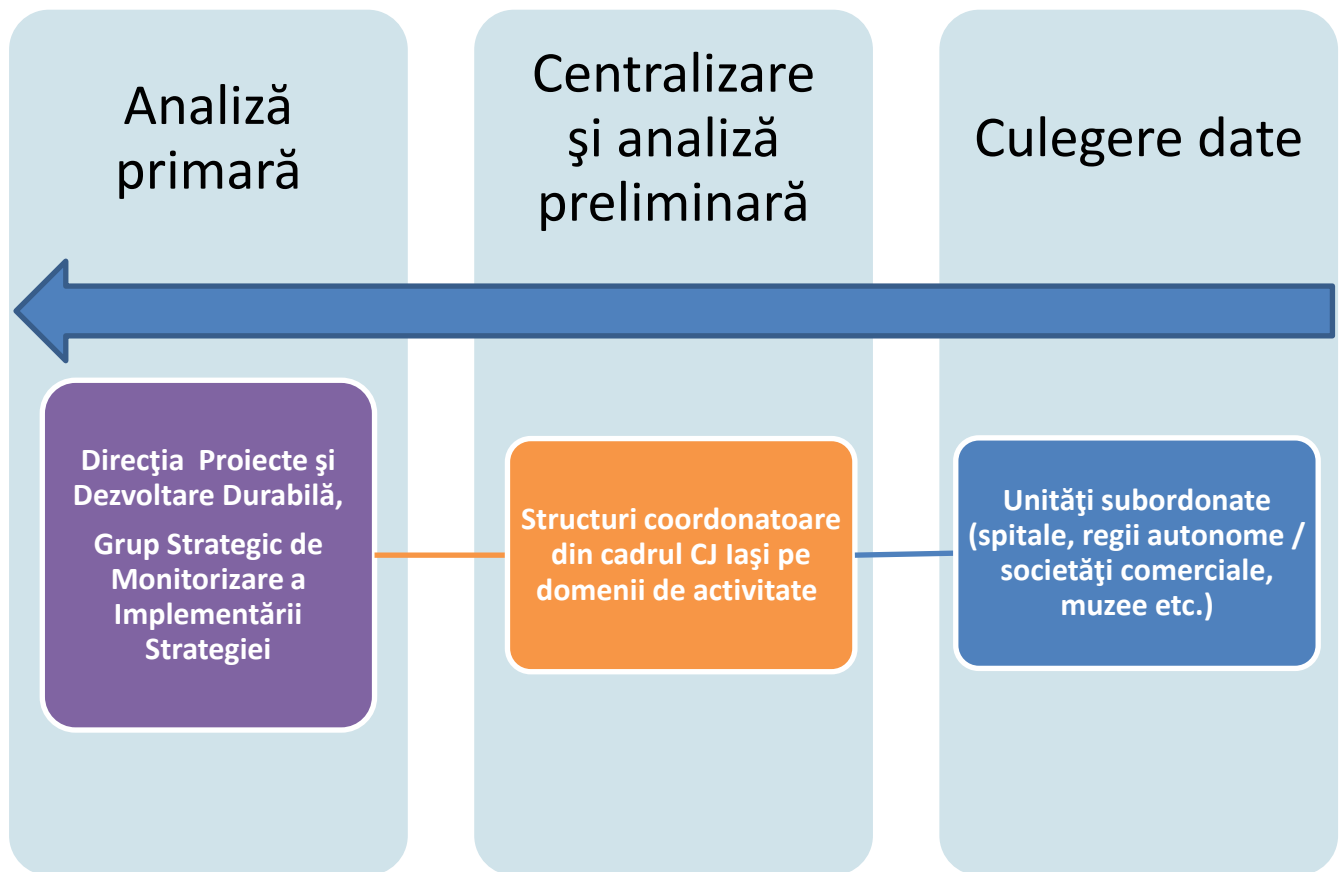 Analiză
primară
Centralizare
şi analiză
preliminară
Culegere date
Direcţia  Proiecte şi
Dezvoltare Durabilă,
Grup Strategic de
Monitorizare a
Implementării
Strategiei
Structuri coordonatoare
din cadrul CJ Iaşi pe
domenii de activitate
Unităţi subordonate
(spitale, regii autonome /
societăţi comerciale,
muzee etc.)